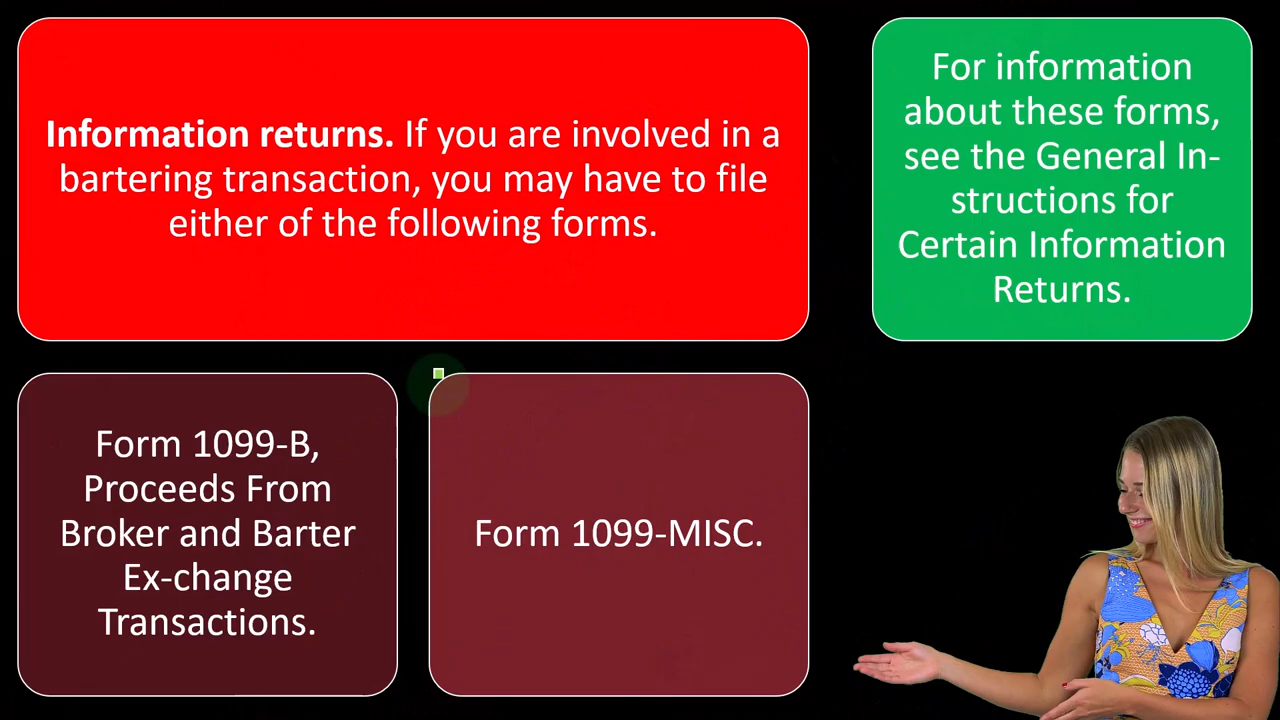 Information returns. If you are involved in a
bartering transaction, you may have to file
either of the following forms.
For information
about these forms,
see the General In-
structions for
Certain Information
Returns.
Form 1099-B,
Proceeds From
Broker and Barter
Ex-change
Transactions.
Form 1099-MISC.